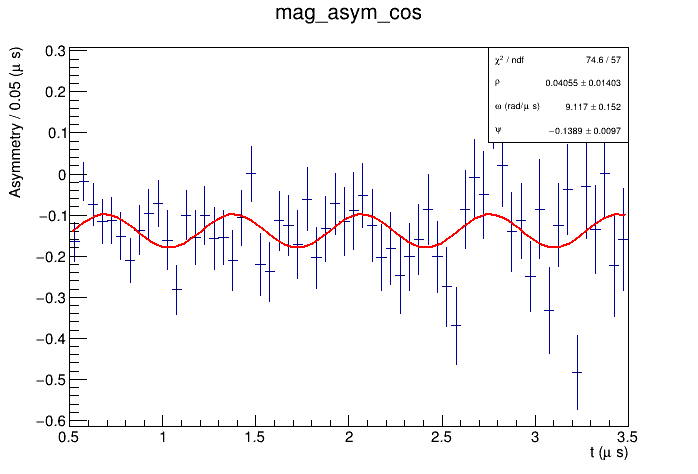 mag_asym_cos
Asymmetry / 0.05 (μ s)
χ² / ndf 74.6 / 57
ρ 0.04055 ± 0.01403
ω (rad/μ s) 9.117 ± 0.152
ψ −0.1389 ± 0.0097
0.3
0.2
0.1
0
−0.1
−0.2
−0.3
−0.4
−0.5
−0.6
0.5 1 1.5 2 2.5 3 3.5
t (μ s)